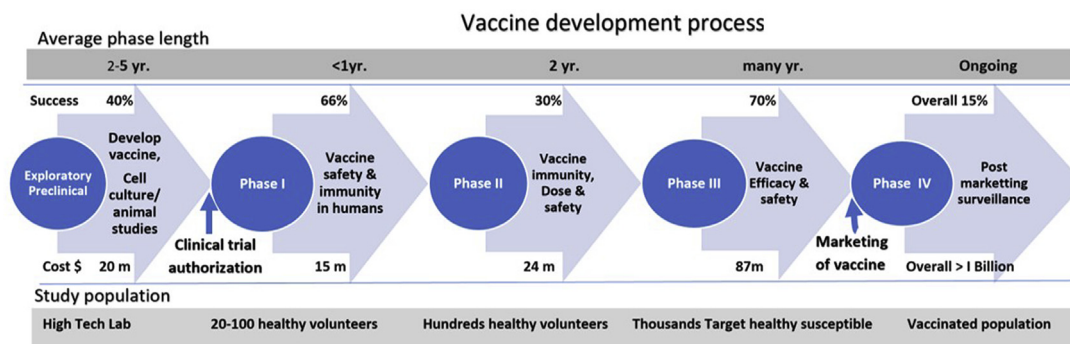 Vaccine development process
Average phase length
2-5 yr.
<1yr.
2 yr.
many yr.
Ongoing
Success
40%
66%
30%
70%
Overall 15%
Exploratory
Preclinical
Develop
vaccine,
Cell
culture/
animal
studies
Phase I
Vaccine
safety &
immunity
in humans
Phase II
Vaccine
immunity,
Dose &
safety
Phase III
Vaccine
Efficacy &
safety
Phase IV
Post
marketting
surveillance
Clinical trial
authorization
Marketing
of vaccine
Cost $
20 m
15 m
24 m
87m
Overall > I Billion
Study population
High Tech Lab
20-100 healthy volunteers
Hundreds healthy volunteers
Thousands Target healthy susceptible
Vaccinated population